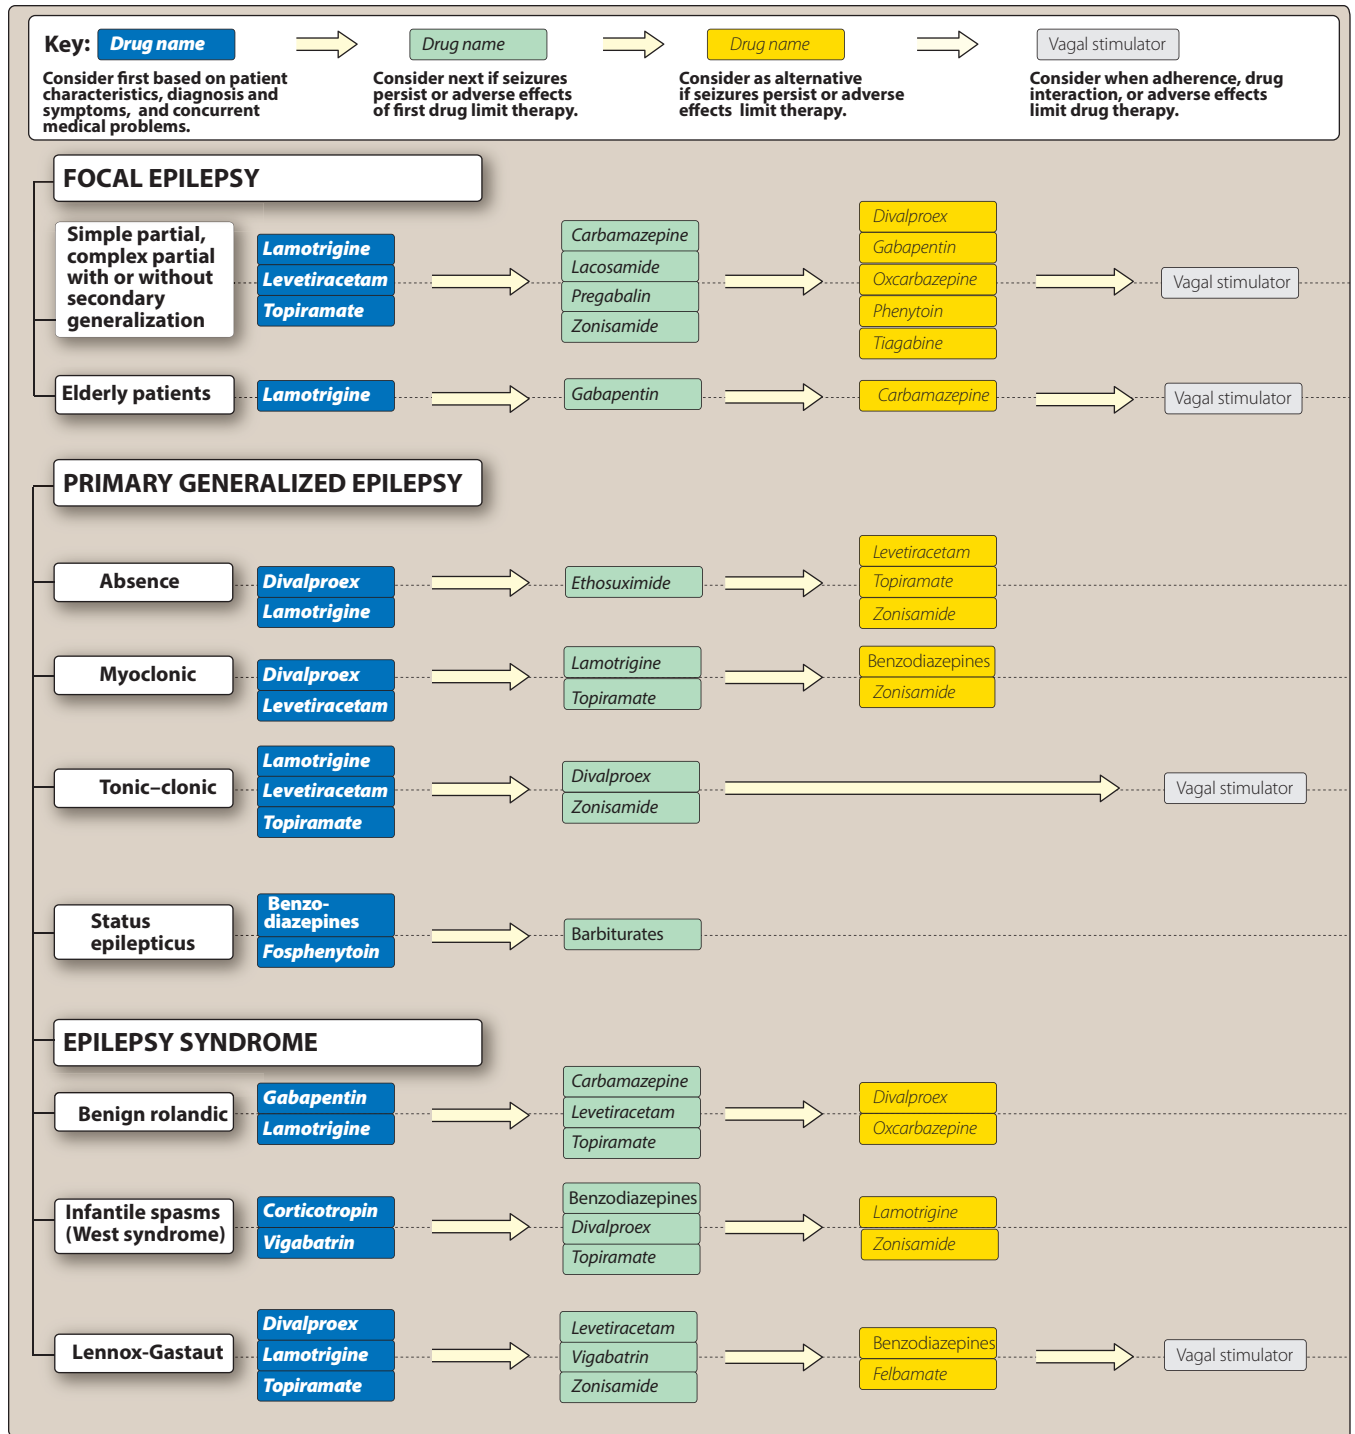 Key:
Drug name
Drug name
Drug name
Vagal stimulator
Consider first based on patient
characteristics, diagnosis and
symptoms, and concurrent
medical problems.
Consider next if seizures
persist or adverse effects
of first drug limit therapy.
Consider as alternative
if seizures persist or adverse
effects limit therapy.
Consider when adherence, drug
interaction, or adverse effects
limit drug therapy.
FOCAL EPILEPSY
Simple partial,
complex partial
with or without
secondary
generalization
Lamotrigine
Levetiracetam
Topiramate
Carbamazepine
Lacosamide
Pregabalin
Zonisamide
Divalproex
Gabapentin
Oxcarbazepine
Phenytoin
Tiagabine
Vagal stimulator
Elderly patients
Lamotrigine
Gabapentin
Carbamazepine
Vagal stimulator
PRIMARY GENERALIZED EPILEPSY
Absence
Divalproex
Lamotrigine
Ethosuximide
Levetiracetam
Topiramate
Zonisamide
Myoclonic
Divalproex
Levetiracetam
Lamotrigine
Topiramate
Benzodiazepines
Zonisamide
Tonic–clonic
Lamotrigine
Levetiracetam
Topiramate
Divalproex
Zonisamide
Vagal stimulator
Status
epilepticus
Benzo-
diazepines
Fosphenytoin
Barbiturates
EPILEPSY SYNDROME
Benign rolandic
Gabapentin
Lamotrigine
Carbamazepine
Levetiracetam
Topiramate
Divalproex
Oxcarbazepine
Infantile spasms
(West syndrome)
Corticotropin
Vigabatrin
Benzodiazepines
Divalproex
Topiramate
Lamotrigine
Zonisamide
Lennox-Gastaut
Divalproex
Lamotrigine
Topiramate
Levetiracetam
Vigabatrin
Zonisamide
Benzodiazepines
Felbamate
Vagal stimulator